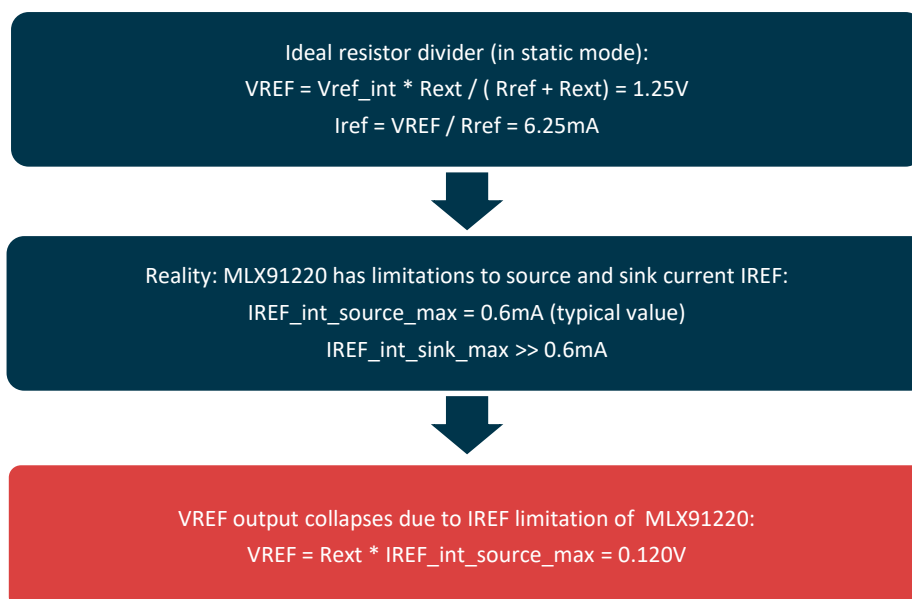 Ideal resistor divider (in static mode):
VREF = Vref_int * Rext / ( Rref + Rext) = 1.25V
Iref = VREF / Rref = 6.25mA
Reality: MLX91220 has limitations to source and sink current IREF:
IREF_int_source_max = 0.6mA (typical value)
IREF_int_sink_max >> 0.6mA
VREF output collapses due to IREF limitation of  MLX91220:
VREF = Rext * IREF_int_source_max = 0.120V